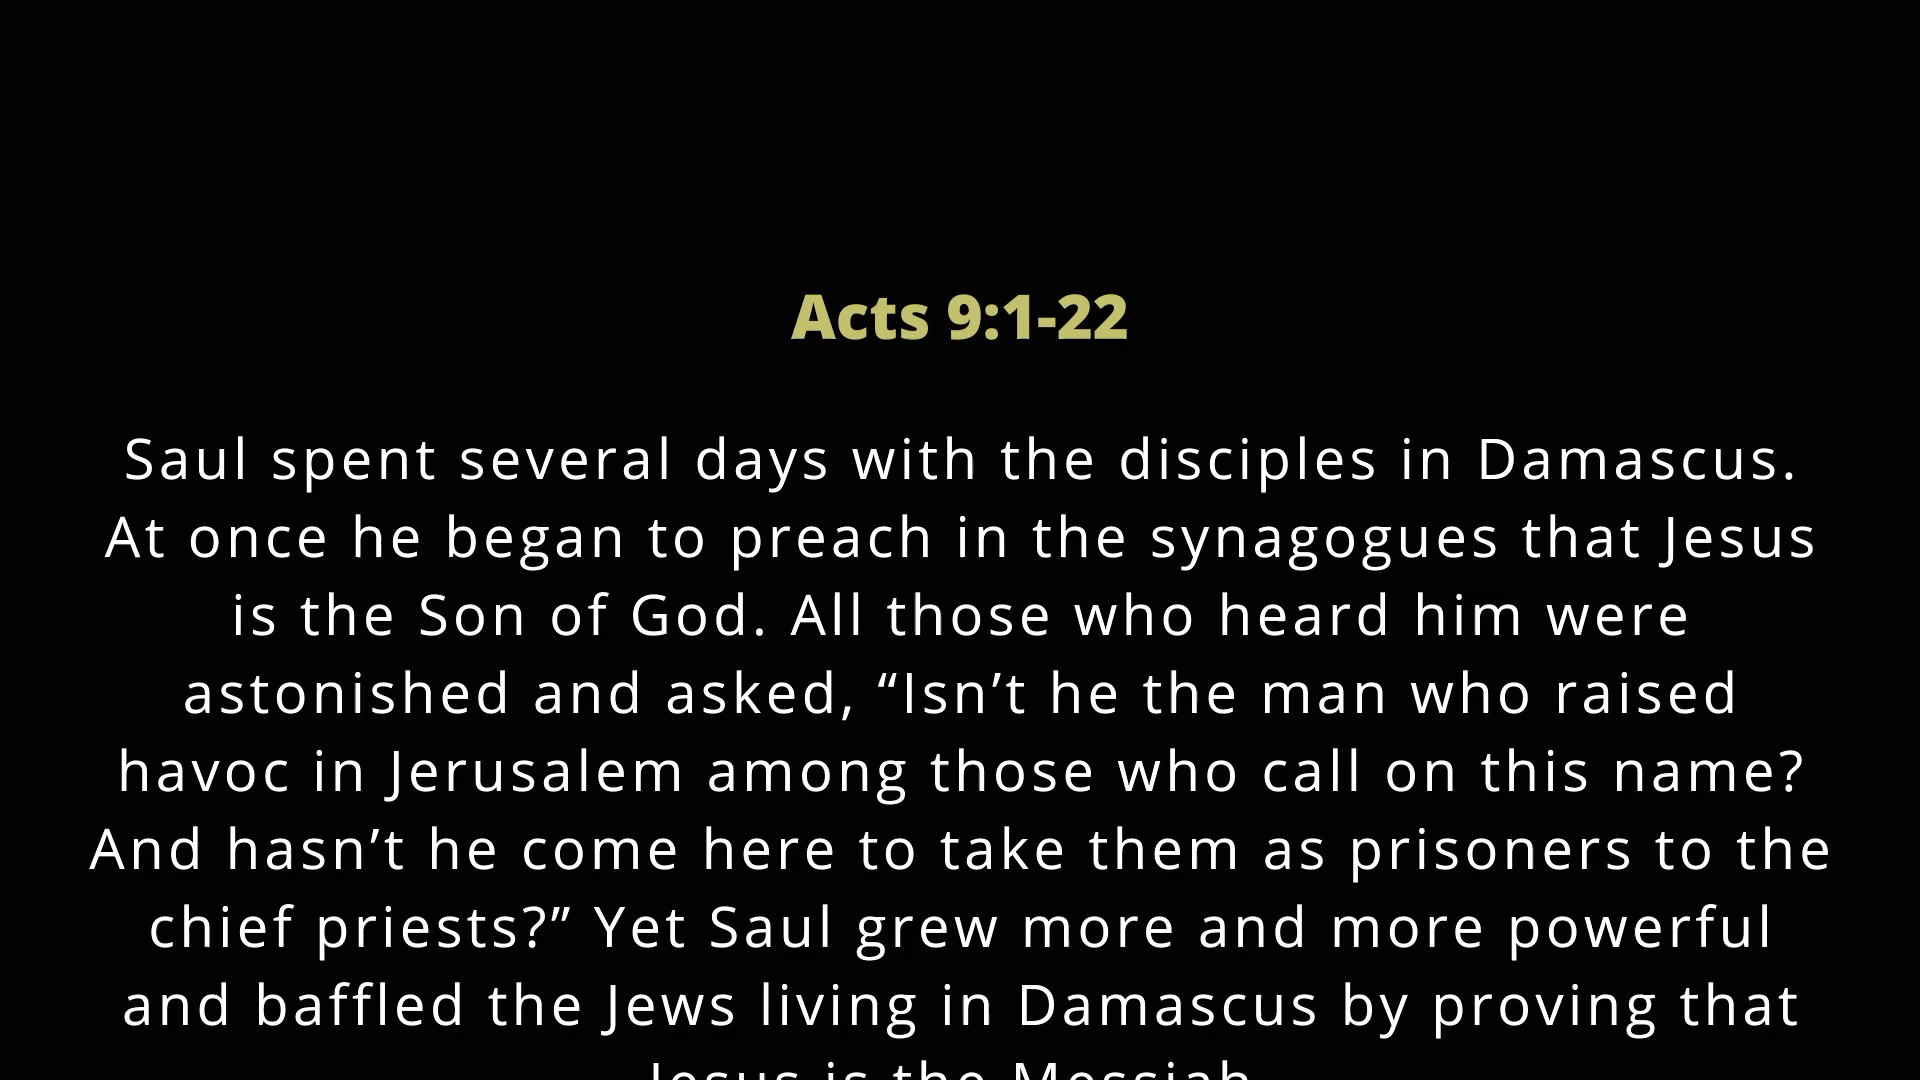 Acts 9:1-22
Saul spent several days with the disciples in Damascus.
At once he began to preach in the synagogues that Jesus
is the Son of God. All those who heard him were
astonished and asked, “Isn’t he the man who raised
havoc in Jerusalem among those who call on this name?
And hasn’t he come here to take them as prisoners to the
chief priests?” Yet Saul grew more and more powerful
and baffled the Jews living in Damascus by proving that
Jesus is the Messiah